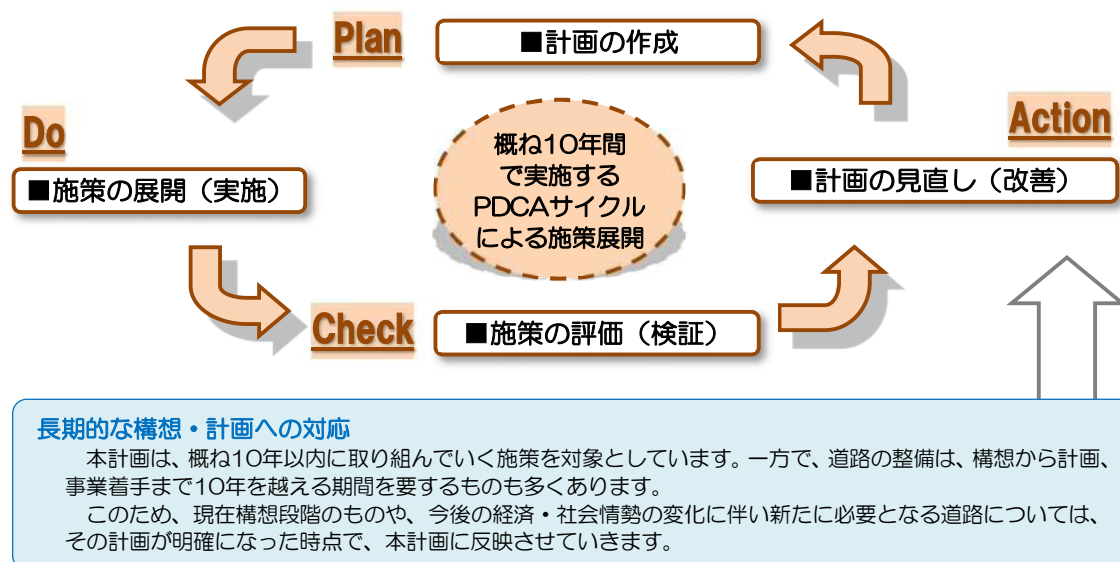 Plan
■計画の作成
Do
■施策の展開（実施）
概ね10年間
で実施する
PDCAサイクル
による施策展開
Action
■計画の見直し（改善）
Check
■施策の評価（検証）
長期的な構想・計画への対応
本計画は、概ね10年以内に取り組んでいく施策を対象としています。一方で、道路の整備は、構想から計画、
事業着手まで10年を越える期間を要するものも多くあります。
このため、現在構想段階のものや、今後の経済・社会情勢の変化に伴い新たに必要となる道路については、
その計画が明確になった時点で、本計画に反映させていきます。